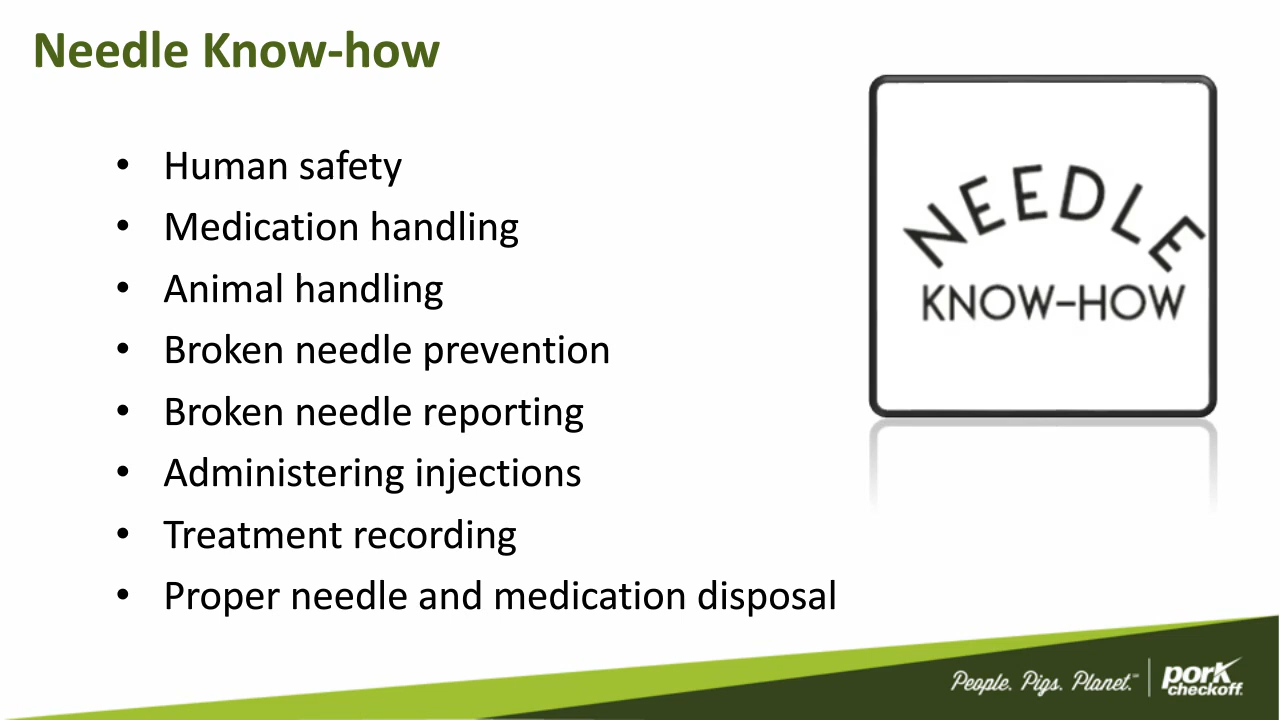 Needle Know-how
• Human safety
• Medication handling
• Animal handling
• Broken needle prevention
• Broken needle reporting
• Administering injections
• Treatment recording
• Proper needle and medication disposal
NEEDLE
KNOW-HOW
People. Pigs. Planet.℠
pork
checkoff.